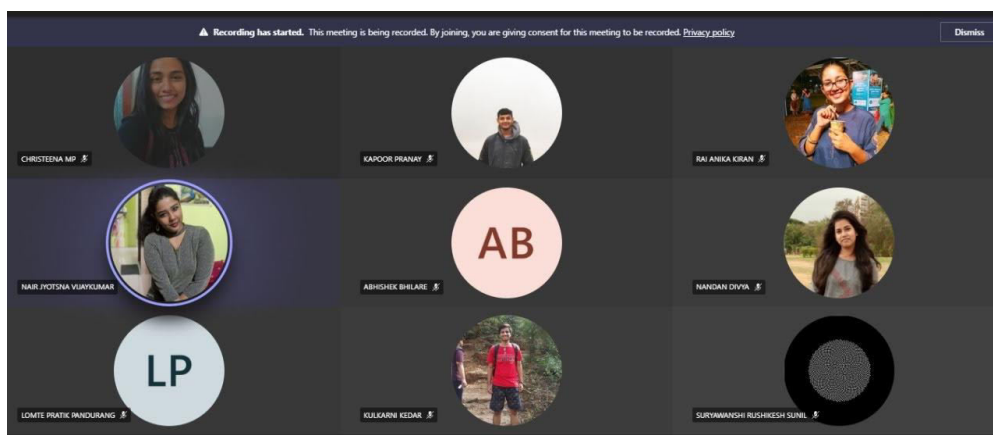 Recording has started. This meeting is being recorded. By joining, you are giving consent for this meeting to be recorded. Privacy policy Dismiss
CHRISTEENA MP
KAPOOR PRANAY
RAI ANIKA KIRAN
NAIR JYOTSNA VIJAYKUMAR
AB
ABHISHEK BHILARE
NANDAN DIVYA
LP
LOMTE PRATIK PANDURANG
KULKARNI KEDAR
SURYAWANSHI RUSHIKESH SUNIL